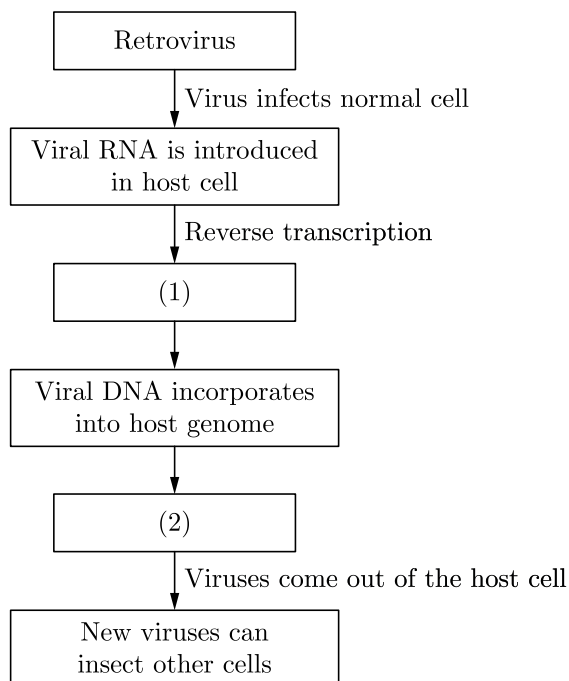 Retrovirus
Virus infects normal cell
Viral RNA is introduced
in host cell
Reverse transcription
(1)
Viral DNA incorporates
into host genome
(2)
Viruses come out of the host cell
New viruses can
insect other cells